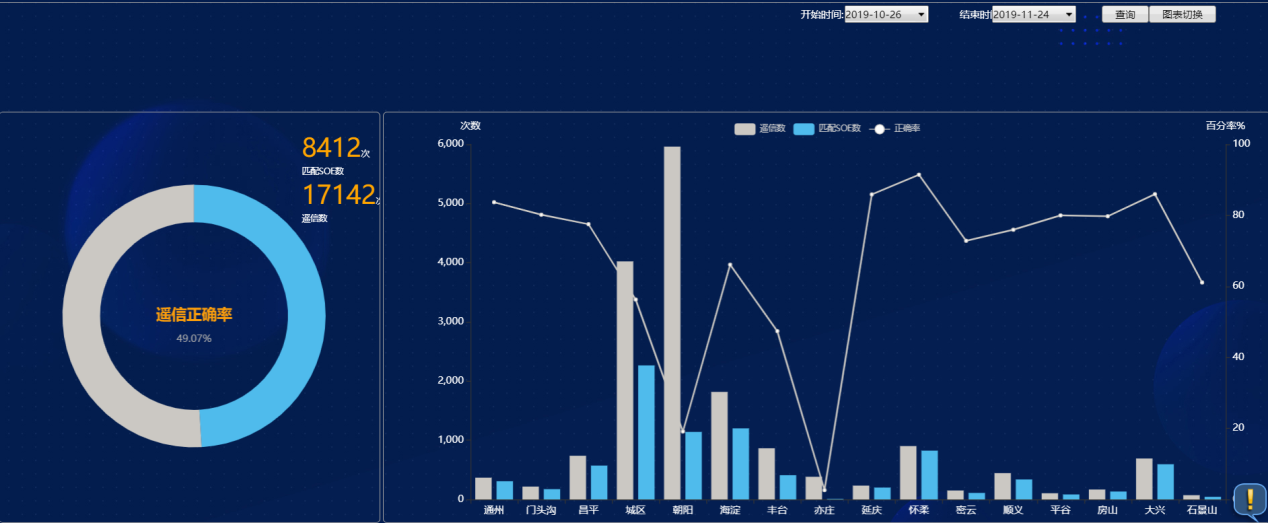 开始时间:2019-10-26 结束时间2019-11-24 查询 图表切换
8412次
匹配SOE数
17142次
遥信数
遥信正确率
49.07%
次数 遥信数 匹配SOE数 正确率 百分率%
6,000
5,000
4,000
3,000
2,000
1,000
0
100
80
60
40
20
通州 门头沟 昌平 城区 朝阳 海淀 丰台 亦庄 延庆 怀柔 密云 顺义 平谷 房山 大兴 石景山